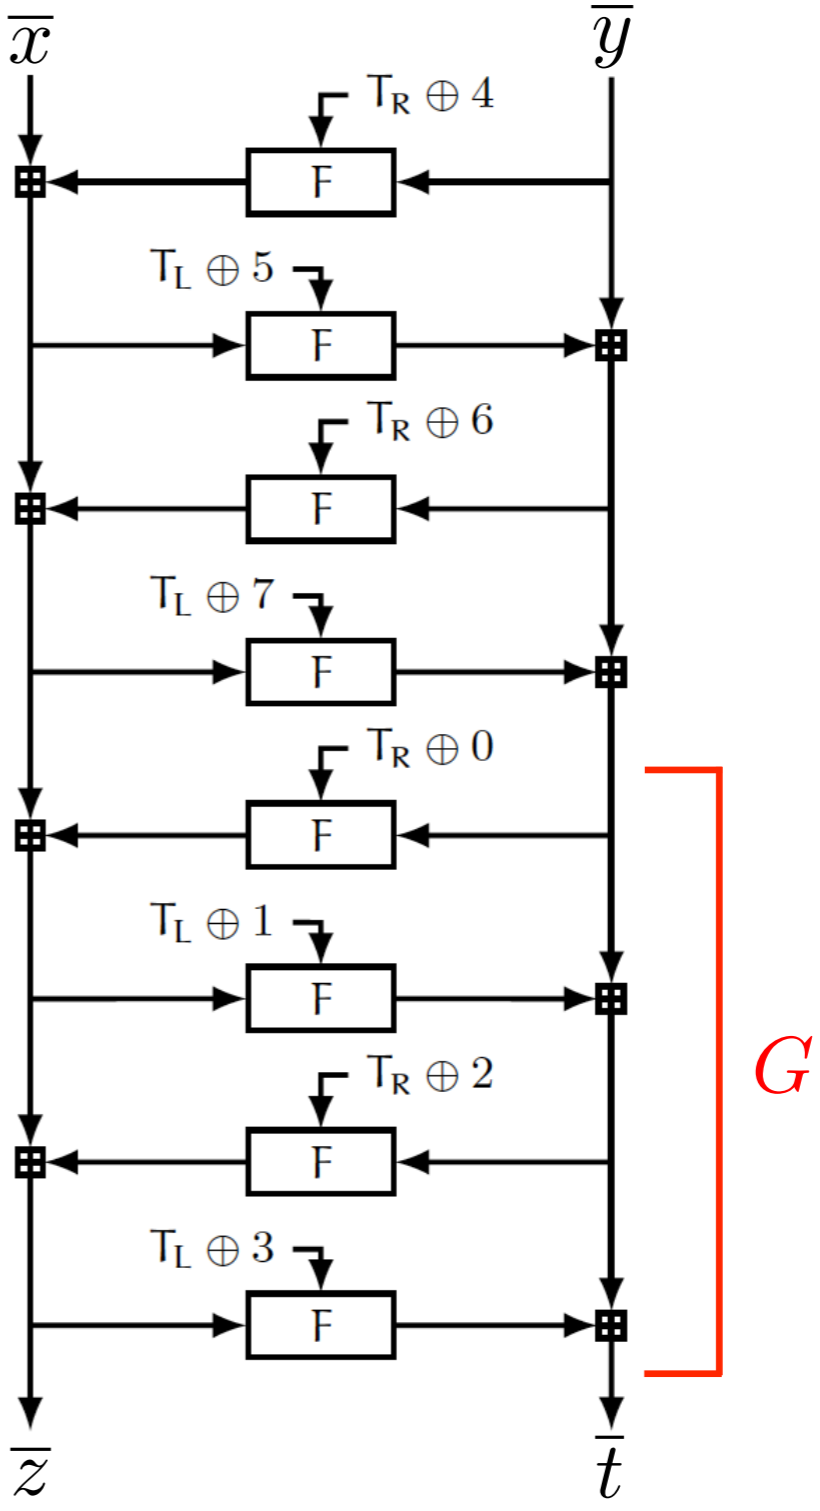 x̅ y̅
T_R ⊕ 4
F
T_L ⊕ 5
F
T_R ⊕ 6
F
T_L ⊕ 7
F
T_R ⊕ 0
F
T_L ⊕ 1
F
G
T_R ⊕ 2
F
T_L ⊕ 3
F
z̅ t̅